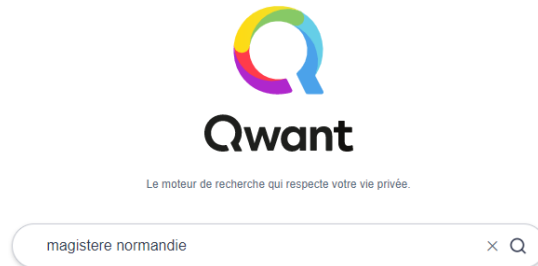 Qwant
Le moteur de recherche qui respecte votre vie privée.
magistere normandie